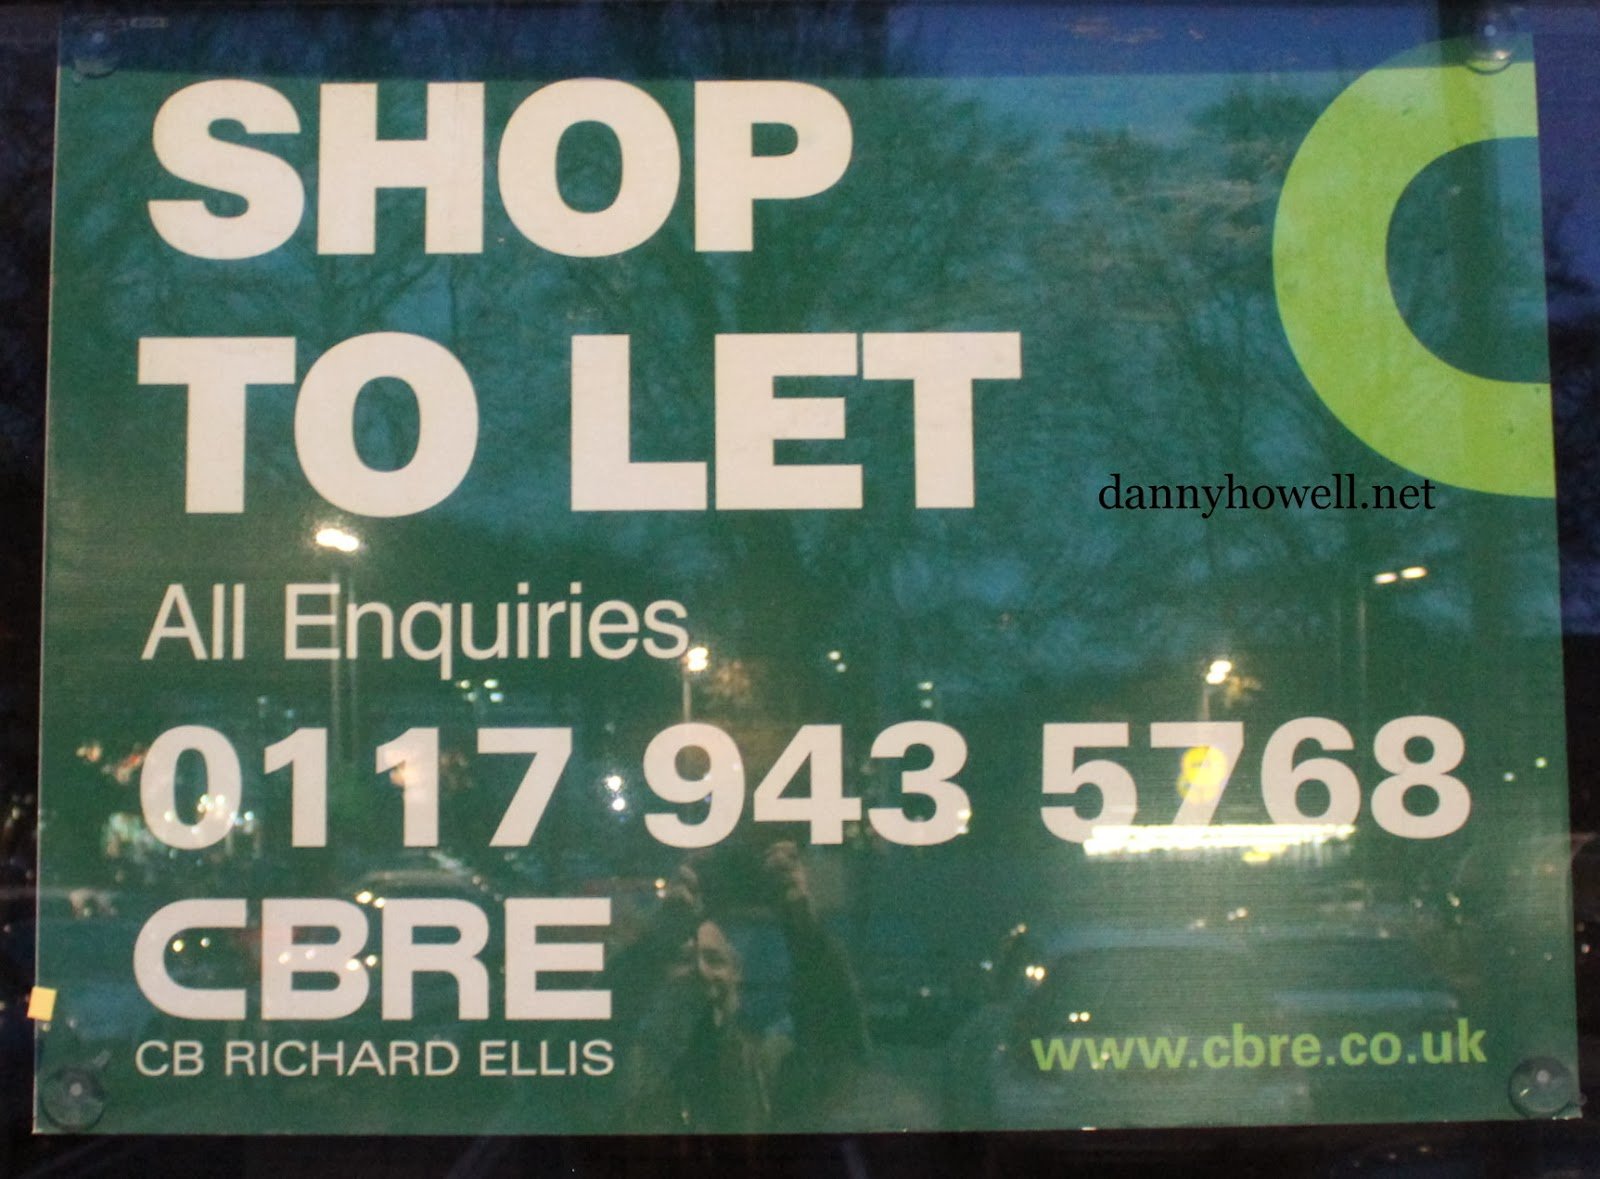 SHOP
TO LET
dannyhowell.net
All Enquiries
0117 943 5768
CBRE
CB RICHARD ELLIS
www.cbre.co.uk